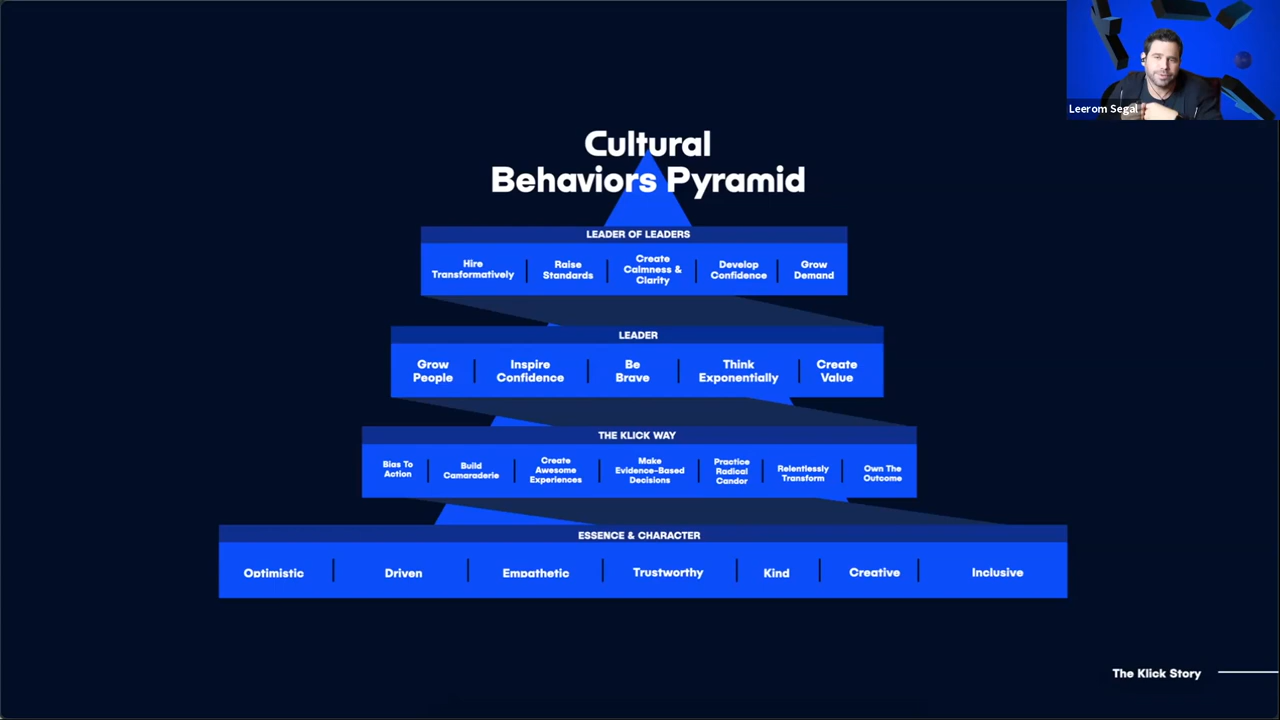 Leerom Segal
Cultural
Behaviors Pyramid
LEADER OF LEADERS
Hire
Transformatively
Raise
Standards
Create
Calmness &
Clarity
Develop
Confidence
Grow
Demand
LEADER
Grow
People
Inspire
Confidence
Be
Brave
Think
Exponentially
Create
Value
THE KLICK WAY
Bias To
Action
Build
Camaraderie
Create
Awesome
Experiences
Make
Evidence-Based
Decisions
Practice
Radical
Candor
Relentlessly
Transform
Own The
Outcome
ESSENCE & CHARACTER
Optimistic
Driven
Empathetic
Trustworthy
Kind
Creative
Inclusive
The Klick Story